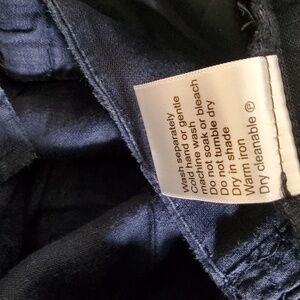 Wash separately
Cold hand or gentle
machine wash
Do not soak or bleach
Do not tumble dry
Dry in shade
Warm iron
Dry cleanable Ⓟ